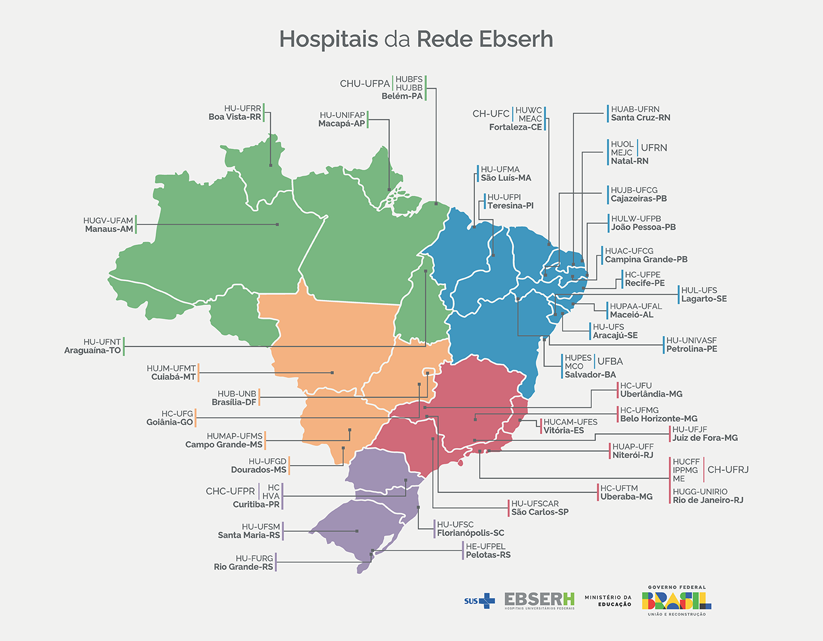 Hospitais da Rede Ebserh
CHU-UFPA
HUBFS
HUJBB
Belém-PA
HU-UFRR
Boa Vista-RR
HU-UNIFAP
Macapá-AP
CH-UFC
HUWC
MEAC
Fortaleza-CE
HUAB-UFRN
Santa Cruz-RN
HUOL
MEJC
UFRN
Natal-RN
HU-UFMA
São Luís-MA
HU-UFPI
Teresina-PI
HUJB-UFCG
Cajazeiras-PB
HULW-UFPB
João Pessoa-PB
HUGV-UFAM
Manaus-AM
HUAC-UFCG
Campina Grande-PB
HC-UFPE
Recife-PE
HUL-UFS
Lagarto-SE
HUPAA-UFAL
Maceió-AL
HU-UFS
Aracajú-SE
HU-UNIVASF
Petrolina-PE
HU-UFNT
Araguaína-TO
HUPES
MCO
UFBA
Salvador-BA
HUJM-UFMT
Cuiabá-MT
HUB-UNB
Brasília-DF
HC-UFU
Uberlândia-MG
HC-UFG
Goiânia-GO
HC-UFMG
Belo Horizonte-MG
HUCAM-UFES
Vitória-ES
HU-UFJF
Juiz de Fora-MG
HUMAP-UFMS
Campo Grande-MS
HUAP-UFF
Niterói-RJ
HU-UFGD
Dourados-MS
HUCFF
IPPMG
ME
CH-UFRJ
HUGG-UNIRIO
Rio de Janeiro-RJ
CHC-UFPR
HC
HVA
Curitiba-PR
HC-UFTM
Uberaba-MG
HU-UFSCAR
São Carlos-SP
HU-UFSM
Santa Maria-RS
HU-UFSC
Florianópolis-SC
HU-FURG
Rio Grande-RS
HE-UFPEL
Pelotas-RS
SUS
EBSERH
HOSPITAIS UNIVERSITÁRIOS FEDERAIS
MINISTÉRIO DA
EDUCAÇÃO
GOVERNO FEDERAL
BRASIL
UNIÃO E RECONSTRUÇÃO